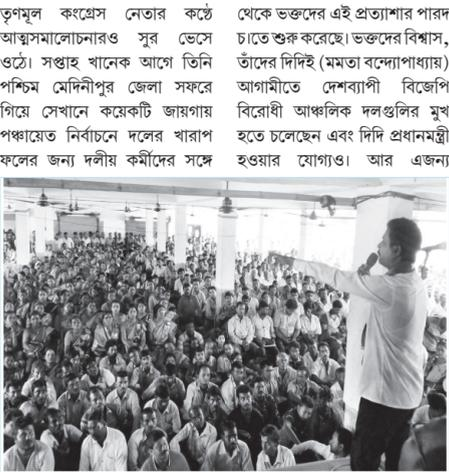 তৃণমূল কংগ্রেস নেতার কণ্ঠে
আত্মসমালোচনারও সুর ভেসে
ওঠে। সপ্তাহ খানেক আগে তিনি
পশ্চিম মেদিনীপুর জেলা সফরে
গিয়ে সেখানে কয়েকটি জায়গায়
পঞ্চায়েত নির্বাচনে দলের খারাপ
ফলের জন্য দলীয় কর্মীদের সঙ্গে
থেকে ভক্তদের এই প্রত্যাশার পারদ
চ।তে শুরু করেছে। ভক্তদের বিশ্বাস,
তাঁদের দিদিই (মমতা বন্দ্যোপাধ্যায়)
আগামীতে দেশব্যাপী বিজেপি
বিরোধী আঞ্চলিক দলগুলির মুখ
হতে চলেছেন এবং দিদি প্রধানমন্ত্রী
হওয়ার যোগ্যও। আর এজন্য